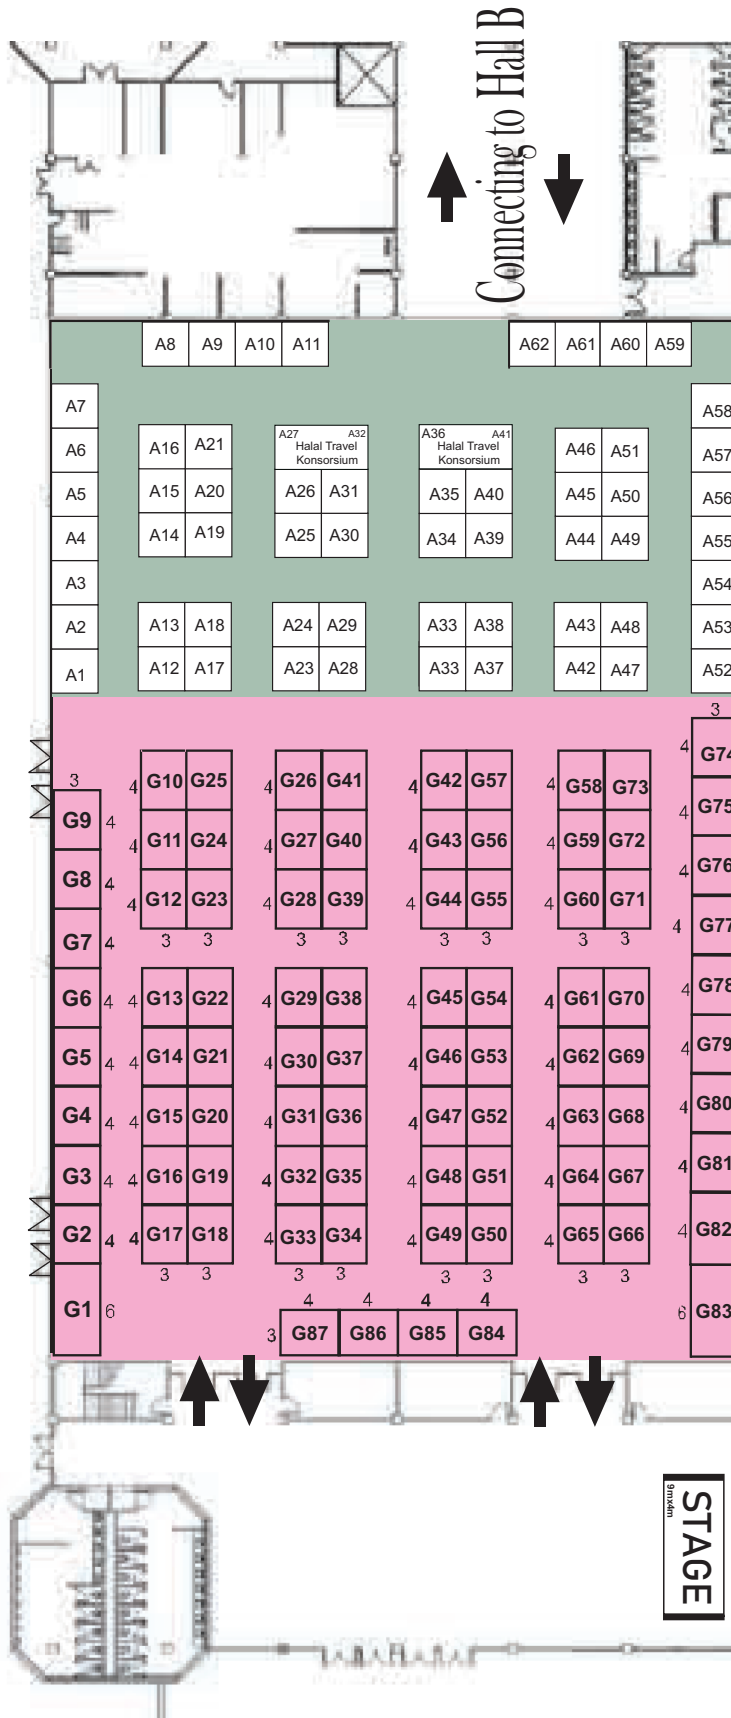 Connecting to Hall B
A8 A9 A10 A11 A62 A61 A60 A59
A7 A58
A6 A16 A21 A27 A32 Halal Travel Konsorsium A36 A41 Halal Travel Konsorsium A46 A51 A57
A5 A15 A20 A26 A31 A35 A40 A45 A50 A56
A4 A14 A19 A25 A30 A34 A39 A44 A49 A55
A3 A54
A2 A13 A18 A24 A29 A33 A38 A43 A48 A53
A1 A12 A17 A23 A28 A33 A37 A42 A47 A52
3
4 G74
3 4 G10 G25 4 G26 G41 4 G42 G57 4 G58 G73
G9 4 4 G75
4 G11 G24 4 G27 G40 4 G43 G56 4 G59 G72
G8 4 4 G76
4 G12 G23 4 G28 G39 4 G44 G55 4 G60 G71
G7 4 3 3 3 3 3 3 3 3 4 G77
G6 4 4 G13 G22 4 G29 G38 4 G45 G54 4 G61 G70 4 G78
G5 4 4 G14 G21 4 G30 G37 4 G46 G53 4 G62 G69 4 G79
G4 4 4 G15 G20 4 G31 G36 4 G47 G52 4 G63 G68 4 G80
G3 4 4 G16 G19 4 G32 G35 4 G48 G51 4 G64 G67 4 G81
G2 4 4 G17 G18 4 G33 G34 4 G49 G50 4 G65 G66 4 G82
3 3 3 3 3 3 3 3
G1 6 4 4 4 4 6 G83
3 G87 G86 G85 G84
STAGE
9mx4m